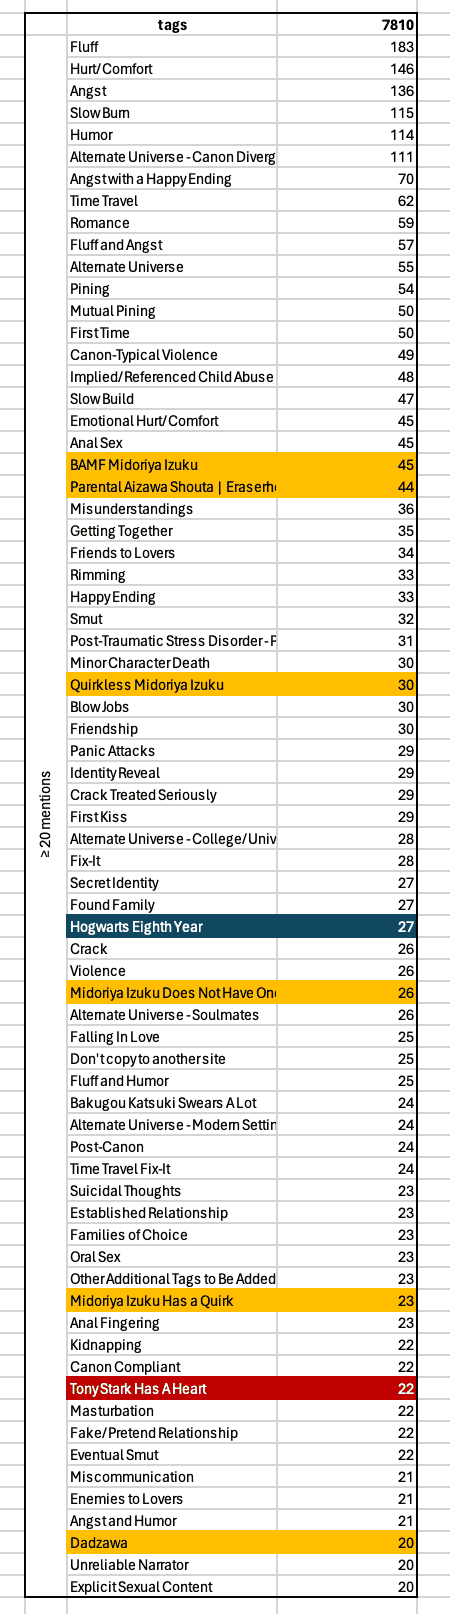 tags 7810
≥ 20 mentions
Fluff 183
Hurt/Comfort 146
Angst 136
Slow Burn 115
Humor 114
Alternate Universe - Canon Diverg 111
Angst with a Happy Ending 70
Time Travel 62
Romance 59
Fluff and Angst 57
Alternate Universe 55
Pining 54
Mutual Pining 50
First Time 50
Canon-Typical Violence 49
Implied/Referenced Child Abuse 48
Slow Build 47
Emotional Hurt/Comfort 45
Anal Sex 45
BAMF Midoriya Izuku 45
Parental Aizawa Shouta | Eraserh 44
Misunderstandings 36
Getting Together 35
Friends to Lovers 34
Rimming 33
Happy Ending 33
Smut 32
Post-Traumatic Stress Disorder - P 31
Minor Character Death 30
Quirkless Midoriya Izuku 30
Blow Jobs 30
Friendship 30
Panic Attacks 29
Identity Reveal 29
Crack Treated Seriously 29
First Kiss 29
Alternate Universe - College/Univ 28
Fix-It 28
Secret Identity 27
Found Family 27
Hogwarts Eighth Year 27
Crack 26
Violence 26
Midoriya Izuku Does Not Have On 26
Alternate Universe - Soulmates 26
Falling In Love 25
Don't copy to another site 25
Fluff and Humor 25
Bakugou Katsuki Swears A Lot 24
Alternate Universe - Modern Settin 24
Post-Canon 24
Time Travel Fix-It 24
Suicidal Thoughts 23
Established Relationship 23
Families of Choice 23
Oral Sex 23
Other Additional Tags to Be Added 23
Midoriya Izuku Has a Quirk 23
Anal Fingering 23
Kidnapping 22
Canon Compliant 22
Tony Stark Has A Heart 22
Masturbation 22
Fake/Pretend Relationship 22
Eventual Smut 22
Miscommunication 21
Enemies to Lovers 21
Angst and Humor 21
Dadzawa 20
Unreliable Narrator 20
Explicit Sexual Content 20